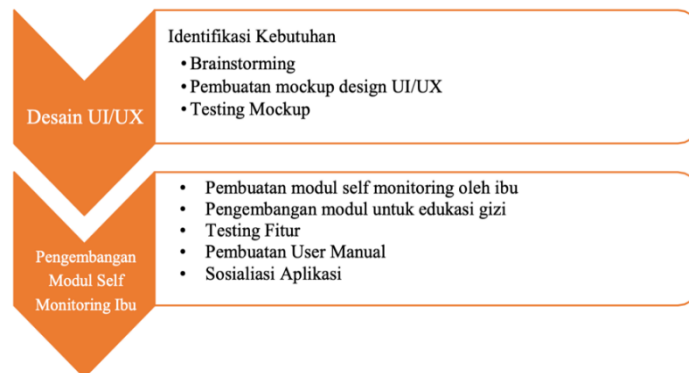 Desain UI/UX
Identifikasi Kebutuhan
• Brainstorming
• Pembuatan mockup design UI/UX
• Testing Mockup
Pengembangan
Modul Self
Monitoring Ibu
• Pembuatan modul self monitoring oleh ibu
• Pengembangan modul untuk edukasi gizi
• Testing Fitur
• Pembuatan User Manual
• Sosialiasi Aplikasi